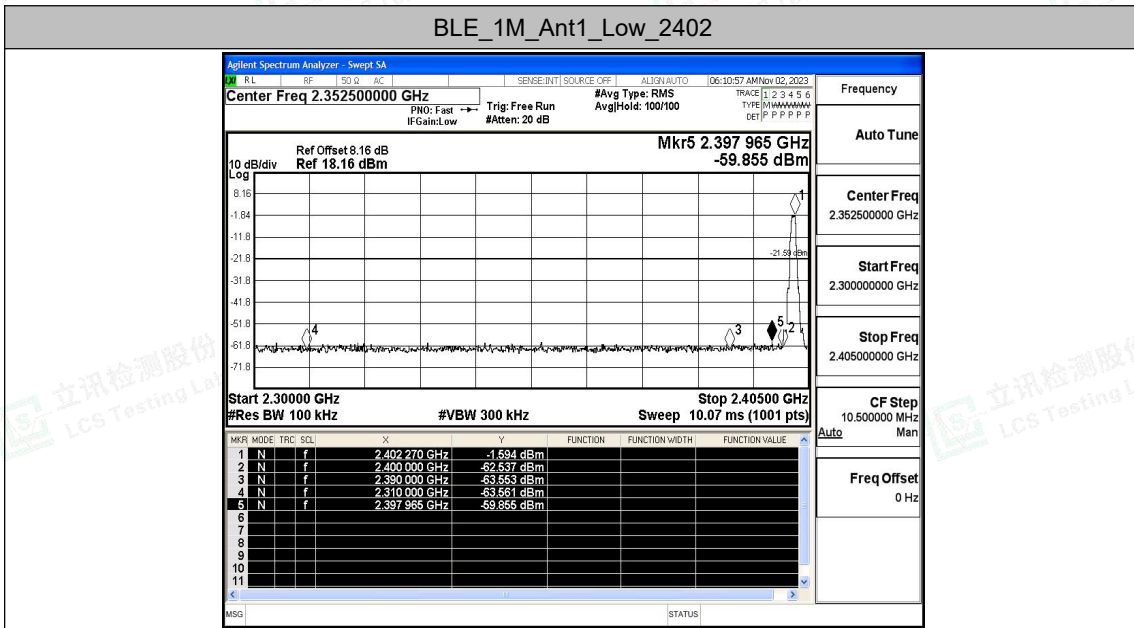 BLE_1M_Ant1_Low_2402
Agilent Spectrum Analyzer - Swept SA
RL RF 50 Ω AC SENSE:INT SOURCE OFF ALIGN AUTO 06:10:57 AM Nov 02, 2023
Center Freq 2.352500000 GHz
PNO: Fast
IFGain:Low
Trig: Free Run
#Atten: 20 dB
#Avg Type: RMS
Avg|Hold: 100/100
TRACE 1 2 3 4 5 6
TYPE M
DET P P P P P P
Mkr5 2.397 965 GHz
-59.855 dBm
Ref Offset 8.16 dB
10 dB/div Ref 18.16 dBm
Log
8.16
-1.84
-11.8
-21.8
-31.8
-41.8
-51.8
-61.8
-71.8
-21.59 dBm
1
4
3
5
2
Start 2.30000 GHz Stop 2.40500 GHz
#Res BW 100 kHz #VBW 300 kHz Sweep 10.07 ms (1001 pts)
MKR MODE TRC SCL X Y FUNCTION FUNCTION WIDTH FUNCTION VALUE
1 N f 2.402 270 GHz -1.594 dBm
2 N f 2.400 000 GHz -62.537 dBm
3 N f 2.390 000 GHz -63.553 dBm
4 N f 2.310 000 GHz -63.561 dBm
5 N f 2.397 965 GHz -59.855 dBm
6
7
8
9
10
11
MSG STATUS
Frequency
Auto Tune
Center Freq
2.352500000 GHz
Start Freq
2.300000000 GHz
Stop Freq
2.405000000 GHz
CF Step
10.500000 MHz
Auto Man
Freq Offset
0 Hz
立讯检测股份
LCS Testing Lab
立讯检测股份
LCS Testing L